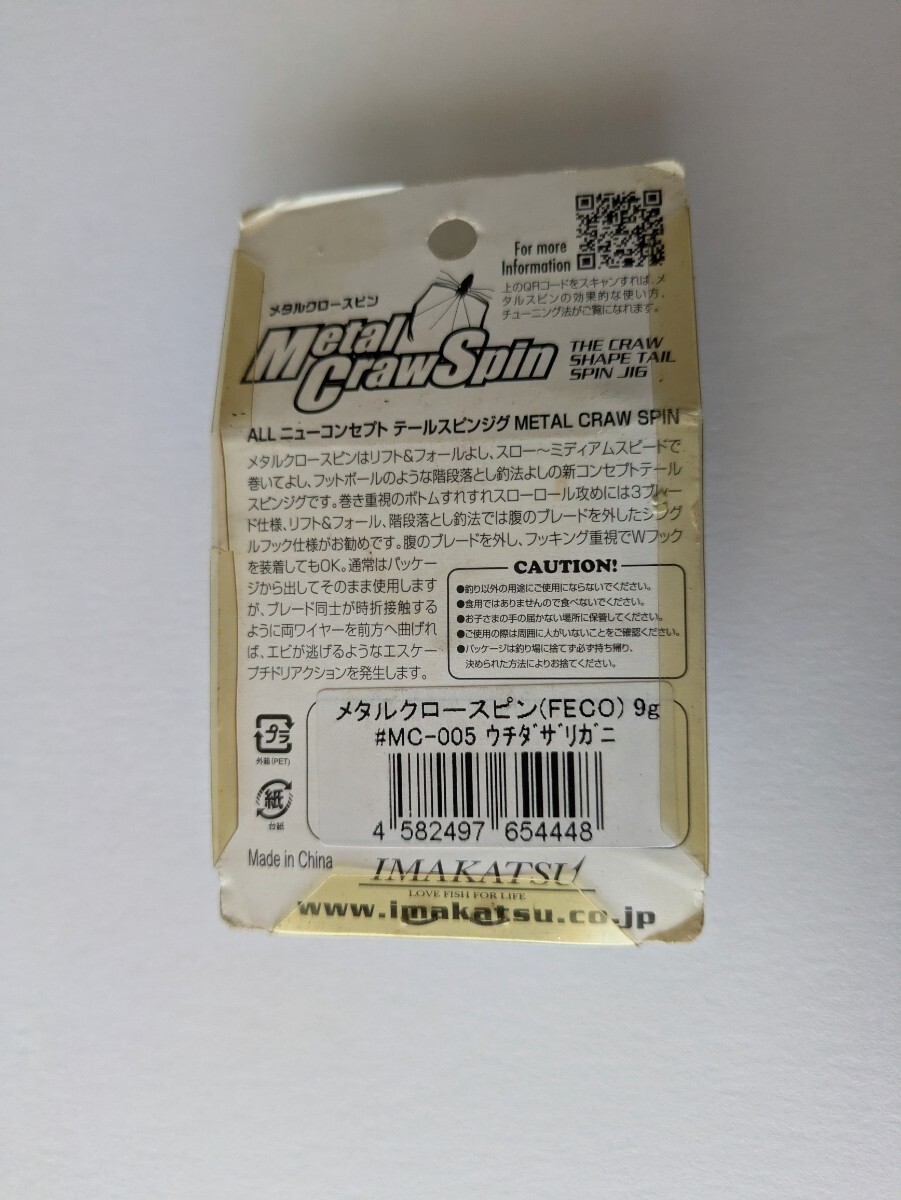 For more
Information
上のQRコードをスキャンすれば、メ
タルスピンの効果的な使い方、
チューニング法がご覧になれます。
メタルクロースピン
Metal
CrawSpin
THE CRAW
SHAPE TAIL
SPIN JIG
ALL ニューコンセプト テールスピンジグ METAL CRAW SPIN
メタルクロースピンはリフト&フォールよし、スロー〜ミディアムスピードで
巻いてよし、フットボールのような階段落とし釣法よしの新コンセプトテール
スピンジグです。巻き重視のボトムすれすれスローロール攻めには3ブレー
ド仕様、リフト&フォール、階段落とし釣法では腹のブレードを外したシング
ルフック仕様がお勧めです。腹のブレードを外し、フッキング重視でWフック
を装着してもOK。通常はパッケー
ジから出してそのまま使用します
が、ブレード同士が時折接触する
ように両ワイヤーを前方へ曲げれ
ば、エビが逃げるようなエスケー
プチドリアクションを発生します。
CAUTION!
●釣り以外の用途にご使用にならないでください。
●食用ではありませんので食べないでください。
●お子さまの手の届かない場所に保管してください。
●ご使用の際は周囲に人がいないことをご確認ください。
●パッケージは釣り場に捨てず必ず持ち帰り、
決められた方法によりお捨てください。
メタルクロースピン(FECO) 9g
#MC-005 ウチダザリガニ
4 582497 654448
プラ
外箱(PET)
紙
台紙
Made in China
IMAKATSU
LOVE FISH FOR LIFE
www.imakatsu.co.jp